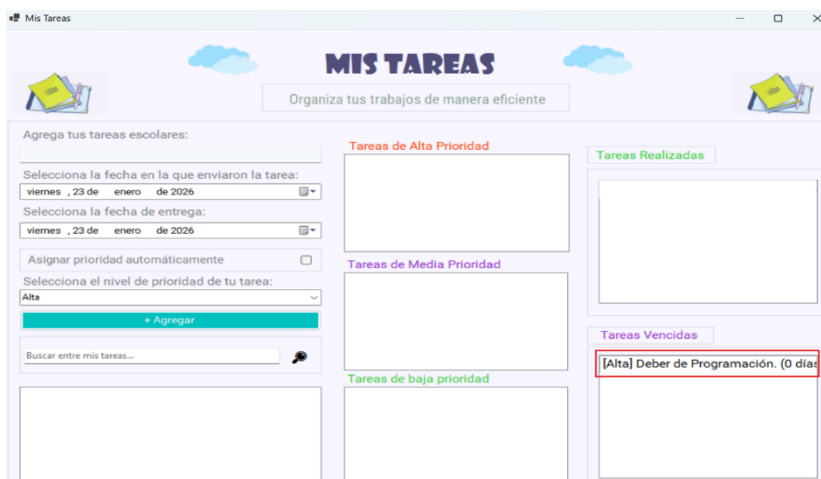 Mis Tareas
MIS TAREAS
Organiza tus trabajos de manera eficiente
Agrega tus tareas escolares:
Selecciona la fecha en la que enviaron la tarea:
viernes , 23 de enero de 2026
Selecciona la fecha de entrega:
viernes , 23 de enero de 2026
Asignar prioridad automáticamente
Selecciona el nivel de prioridad de tu tarea:
Alta
+ Agregar
Buscar entre mis tareas...
Tareas de Alta Prioridad
Tareas de Media Prioridad
Tareas de baja prioridad
Tareas Realizadas
Tareas Vencidas
[Alta] Deber de Programación. (0 días